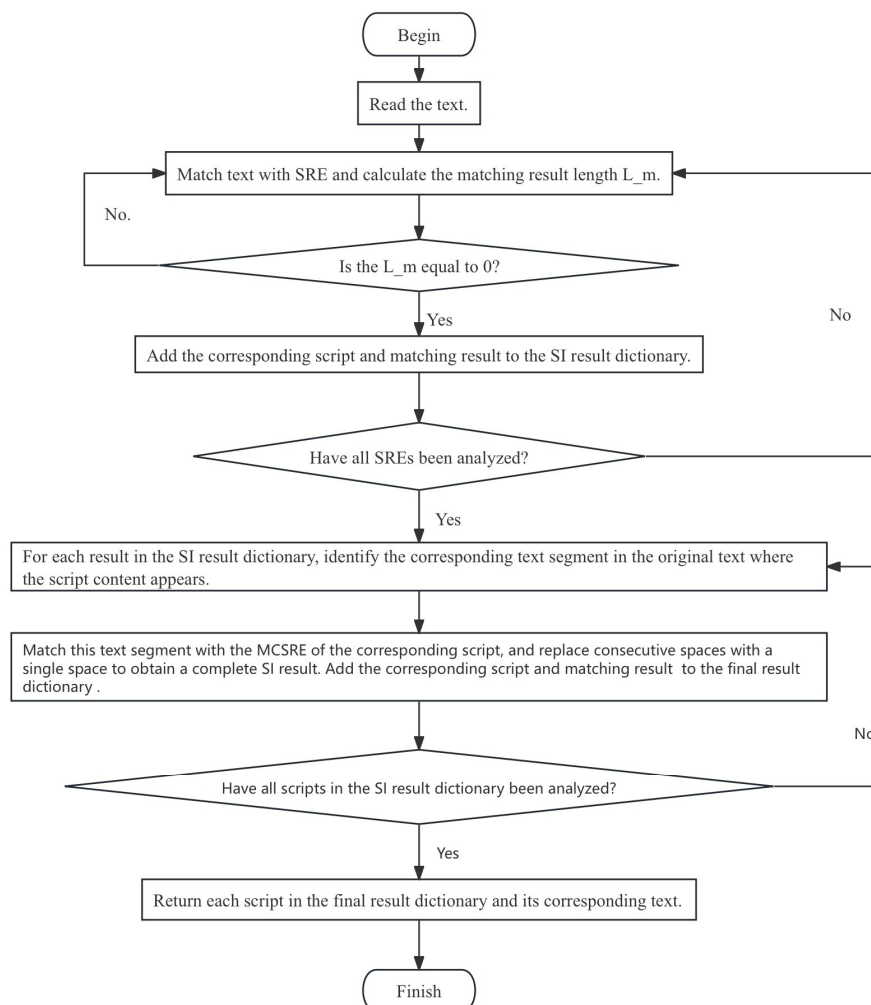 Begin
Read the text.
Match text with SRE and calculate the matching result length L_m.
No.
Is the L_m equal to 0?
No
Yes
Add the corresponding script and matching result to the SI result dictionary.
Have all SREs been analyzed?
Yes
For each result in the SI result dictionary, identify the corresponding text segment in the original text where
the script content appears.
Match this text segment with the MCSRE of the corresponding script, and replace consecutive spaces with a
single space to obtain a complete SI result. Add the corresponding script and matching result to the final result
dictionary .
No
Have all scripts in the SI result dictionary been analyzed?
Yes
Return each script in the final result dictionary and its corresponding text.
Finish